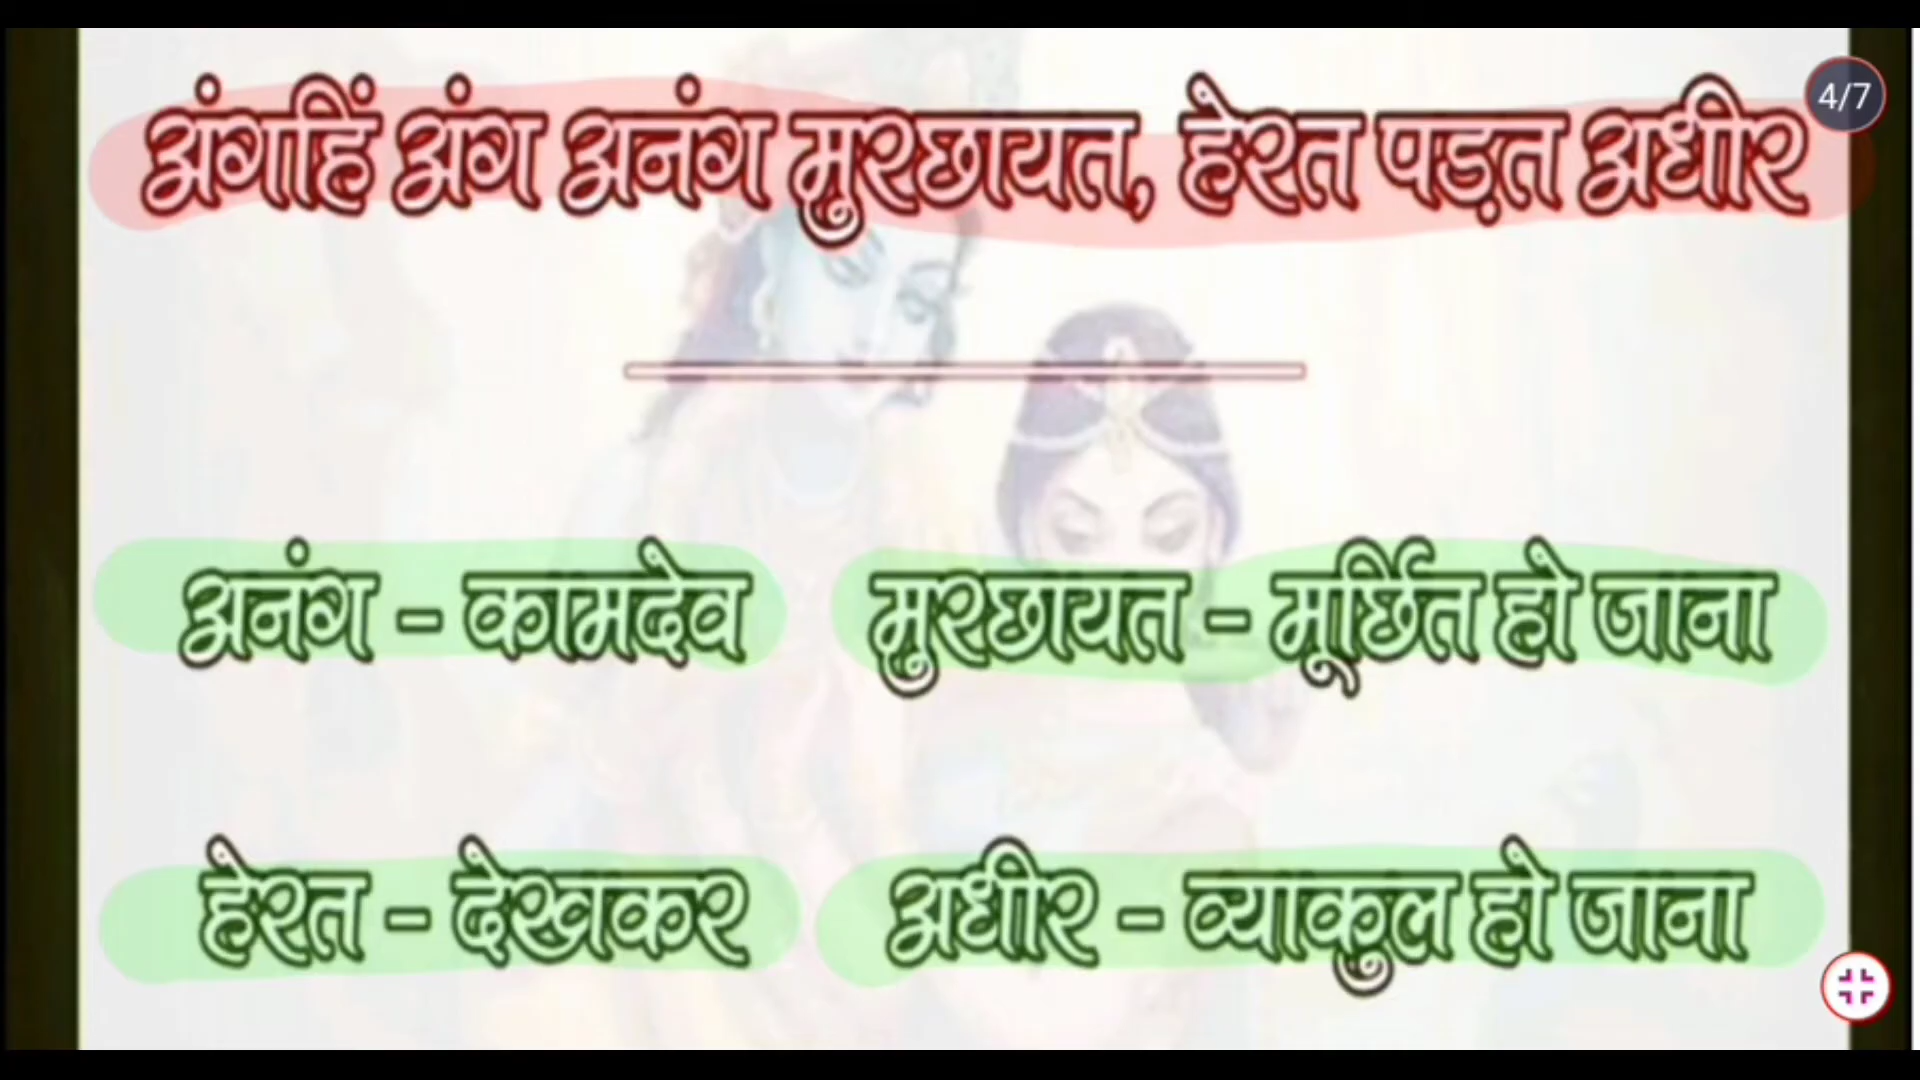 अंगहिं अंग अनंग मुरछायत, हेरत पड़त अधीर
4/7
अनंग – कामदेव मुरछायत – मूर्छित हो जाना
हेरत – देखकर अधीर – व्याकुल हो जाना